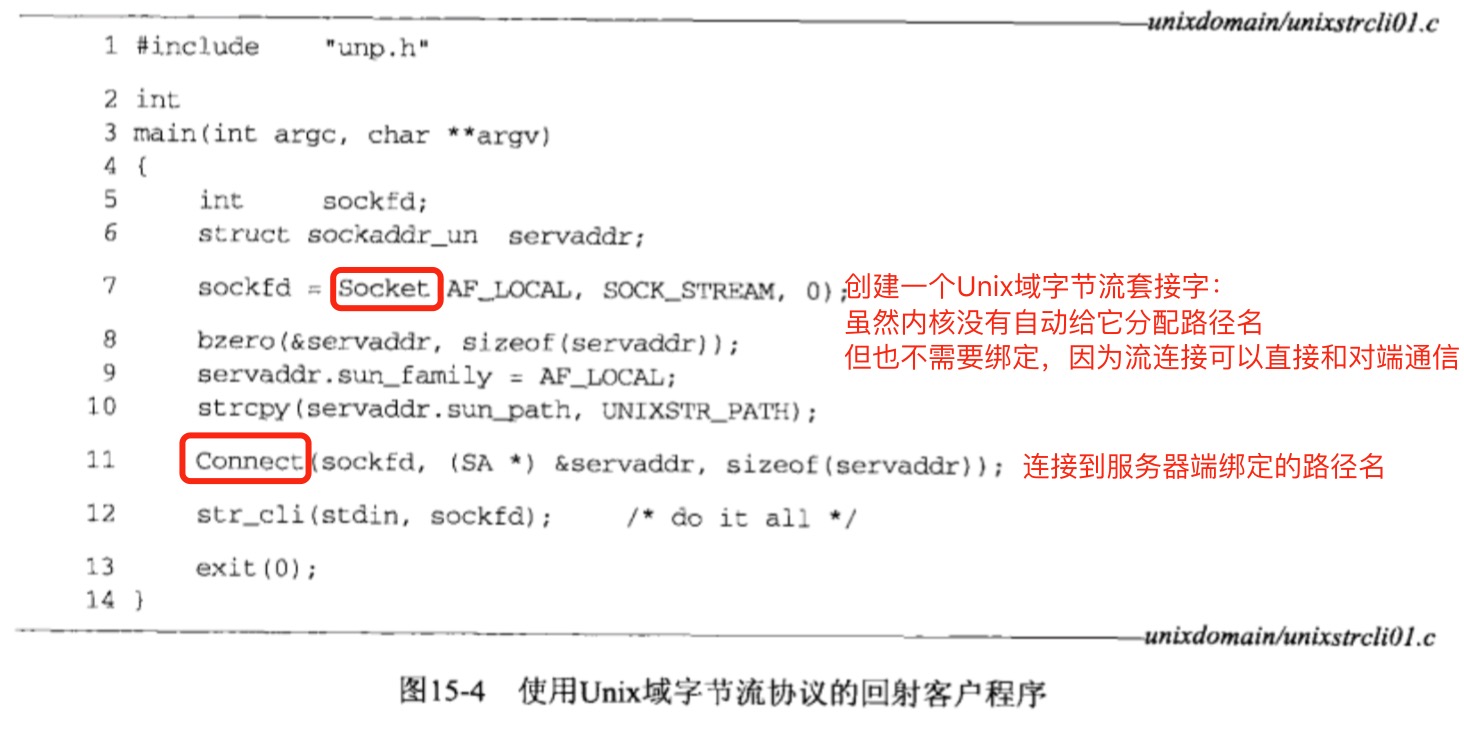 unixdomain/unixstrcli01.c
1 #include "unp.h"
2 int
3 main(int argc, char **argv)
4 {
5 int sockfd;
6 struct sockaddr_un servaddr;
7 sockfd = Socket(AF_LOCAL, SOCK_STREAM, 0); 创建一个Unix域字节流套接字：
虽然内核没有自动给它分配路径名
但也不需要绑定，因为流连接可以直接和对端通信
8 bzero(&servaddr, sizeof(servaddr));
9 servaddr.sun_family = AF_LOCAL;
10 strcpy(servaddr.sun_path, UNIXSTR_PATH);
11 Connect(sockfd, (SA *) &servaddr, sizeof(servaddr)); 连接到服务器端绑定的路径名
12 str_cli(stdin, sockfd); /* do it all */
13 exit(0);
14 }
unixdomain/unixstrcli01.c
图15-4 使用Unix域字节流协议的回射客户程序